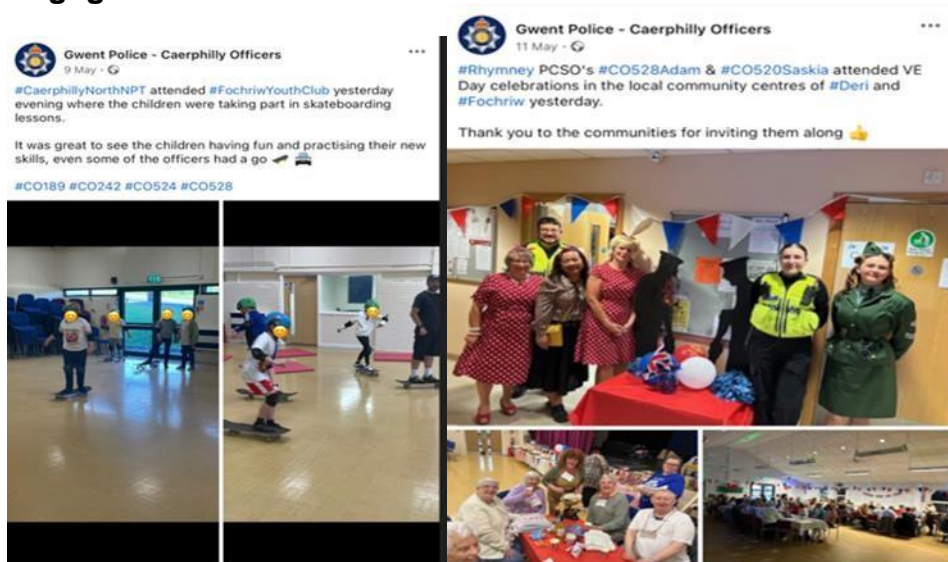 Gwent Police - Caerphilly Officers
9 May ·
#CaerphillyNorthNPT attended #FochriwYouthClub yesterday
evening where the children were taking part in skateboarding
lessons.
It was great to see the children having fun and practising their new
skills, even some of the officers had a go 🛹 🚔
#CO189 #CO242 #CO524 #CO528
Gwent Police - Caerphilly Officers
11 May ·
#Rhymney PCSO's #CO528Adam & #CO520Saskia attended VE
Day celebrations in the local community centres of #Deri and
#Fochriw yesterday.
Thank you to the communities for inviting them along 👍